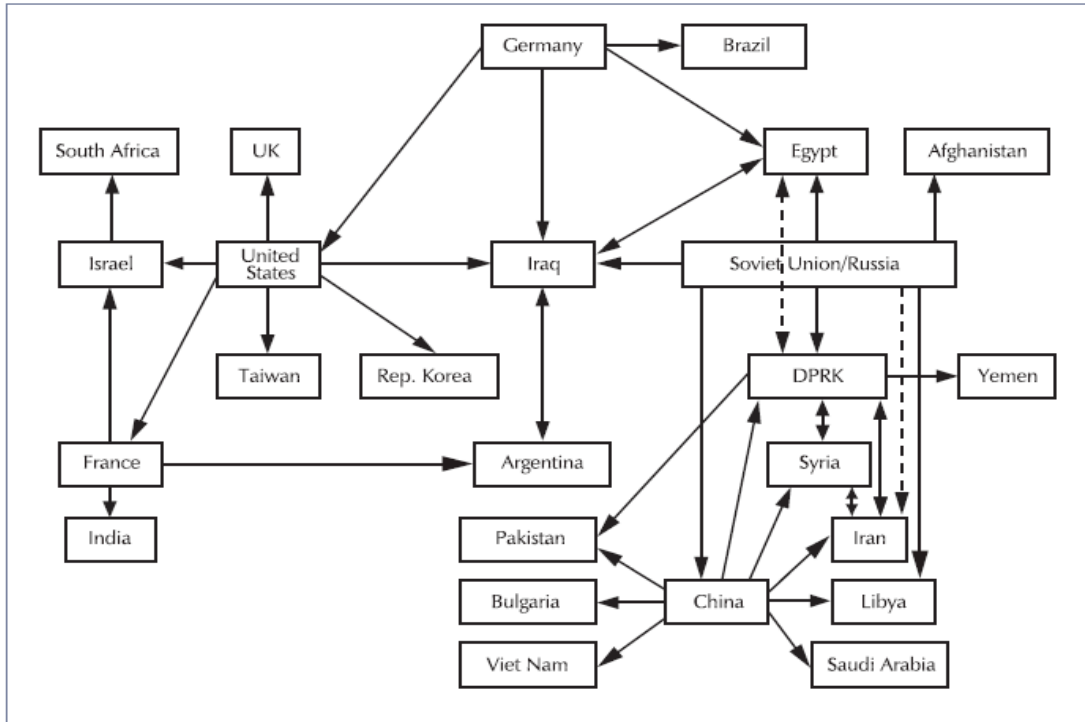 Germany
Brazil
South Africa
UK
Egypt
Afghanistan
Israel
United
States
Iraq
Soviet Union/Russia
Taiwan
Rep. Korea
DPRK
Yemen
France
Argentina
Syria
India
Pakistan
Iran
Bulgaria
China
Libya
Viet Nam
Saudi Arabia